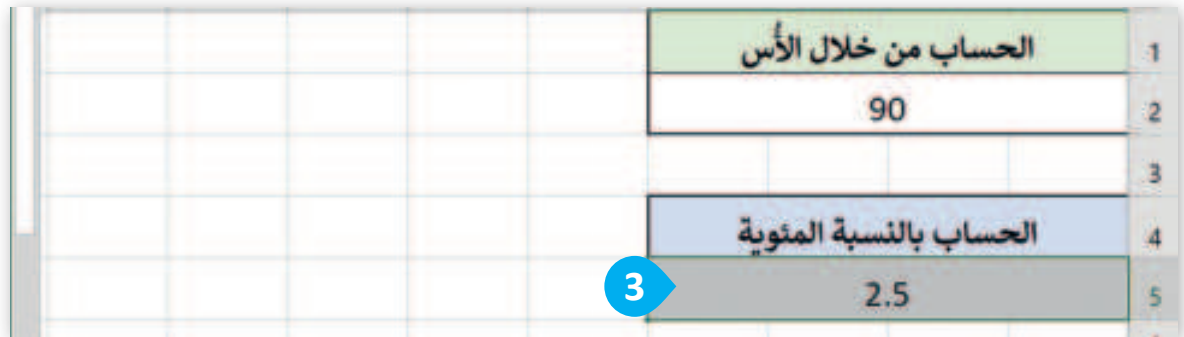 الحساب من خلال الأُس 1
90 2
3
الحساب بالنسبة المئوية 4
3 2.5 5